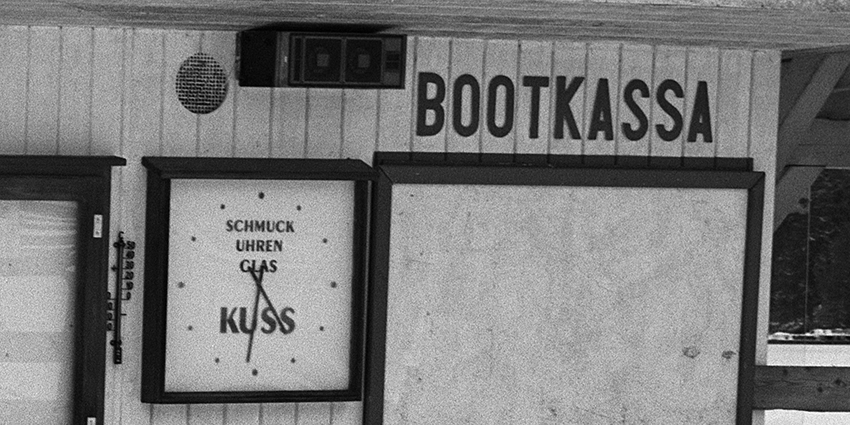 BOOTKASSA
SCHMUCK
UHREN
GLAS
KUSS